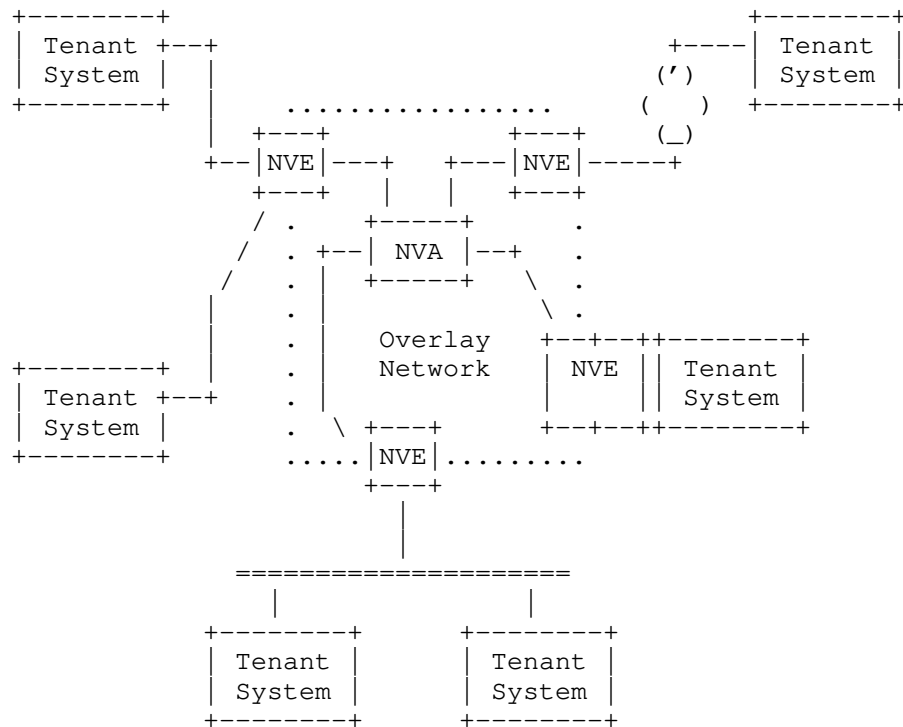 Tenant
System
Tenant
System
NVE
NVE
NVA
Overlay
Network
Tenant
System
NVE
Tenant
System
NVE
Tenant
System
Tenant
System